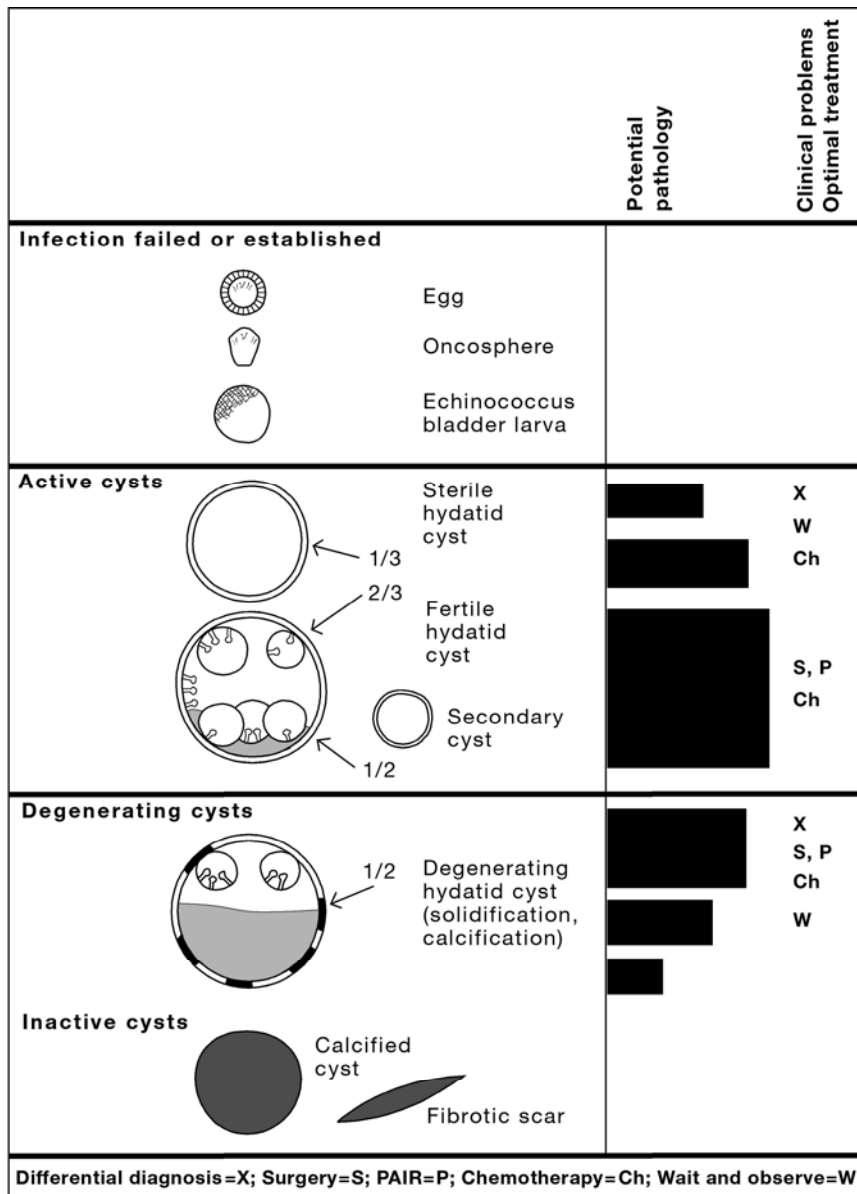 Potential
pathology
Clinical problems
Optimal treatment
Infection failed or established
Egg
Oncosphere
Echinococcus
bladder larva
Active cysts
Sterile
hydatid
cyst
X
W
Ch
1/3
2/3
Fertile
hydatid
cyst
S, P
Ch
Secondary
cyst
1/2
Degenerating cysts
X
S, P
Ch
W
1/2
Degenerating
hydatid cyst
(solidification,
calcification)
Inactive cysts
Calcified
cyst
Fibrotic scar
Differential diagnosis=X; Surgery=S; PAIR=P; Chemotherapy=Ch; Wait and observe=W